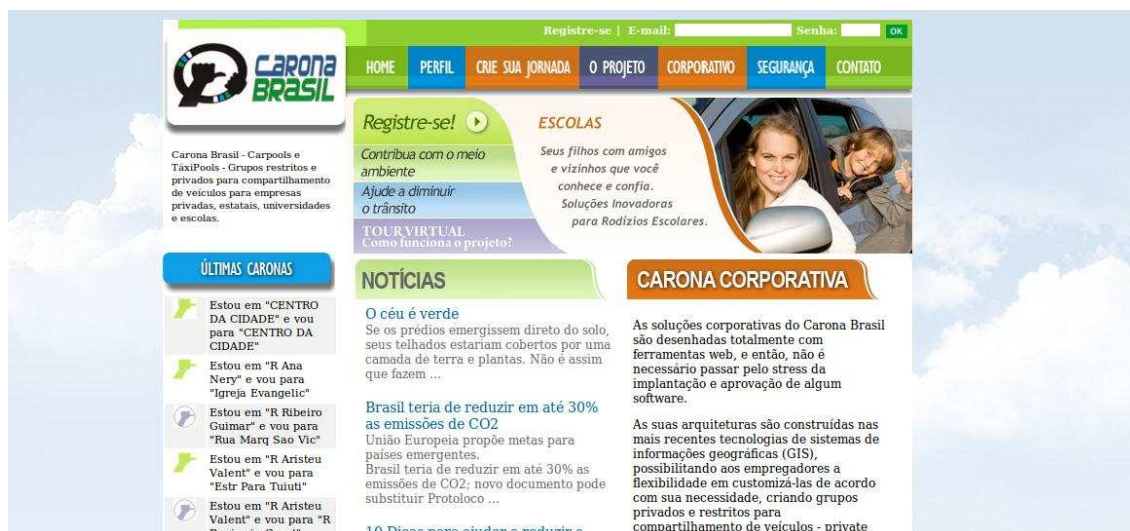 Registre-se | E-mail: Senha: OK
CARONA
BRASIL
HOME PERFIL CRIE SUA JORNADA O PROJETO CORPORATIVO SEGURANÇA CONTATO
Carona Brasil - Carpools e
TáxiPools - Grupos restritos e
privados para compartilhamento
de veículos para empresas
privadas, estatais, universidades
e escolas.
Registre-se!
Contribua com o meio
ambiente
Ajude a diminuir
o trânsito
TOUR VIRTUAL
Como funciona o projeto?
ESCOLAS
Seus filhos com amigos
e vizinhos que você
conhece e confia.
Soluções Inovadoras
para Rodízios Escolares.
ÚLTIMAS CARONAS
Estou em "CENTRO
DA CIDADE" e vou
para "CENTRO DA
CIDADE"
Estou em "R Ana
Nery" e vou para
"Igreja Evangelic"
Estou em "R Ribeiro
Guimar" e vou para
"Rua Marq Sao Vic"
Estou em "R Aristeu
Valent" e vou para
"Estr Para Tuiuti"
Estou em "R Aristeu
Valent" e vou para "R
NOTÍCIAS
O céu é verde
Se os prédios emergissem direto do solo,
seus telhados estariam cobertos por uma
camada de terra e plantas. Não é assim
que fazem ...
Brasil teria de reduzir em até 30%
as emissões de CO2
União Europeia propõe metas para
países emergentes.
Brasil teria de reduzir em até 30% as
emissões de CO2; novo documento pode
substituir Protoloco ...
10 Dicas para ajudar a reduzir o
CARONA CORPORATIVA
As soluções corporativas do Carona Brasil
são desenhadas totalmente com
ferramentas web, e então, não é
necessário passar pelo stress da
implantação e aprovação de algum
software.
As suas arquiteturas são construídas nas
mais recentes tecnologias de sistemas de
informações geográficas (GIS),
possibilitando aos empregadores a
flexibilidade em customizá-las de acordo
com sua necessidade, criando grupos
privados e restritos para
compartilhamento de veículos - private